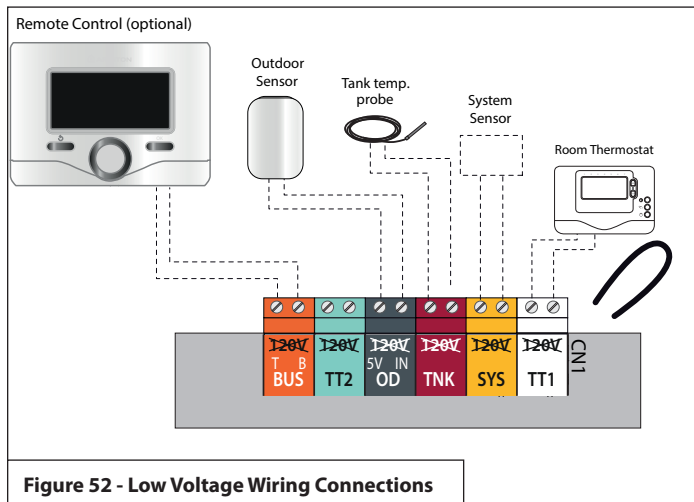 Remote Control (optional)
Outdoor
Sensor
Tank temp.
probe
System
Sensor
Room Thermostat
120V 120V 120V 120V 120V 120V
T B 5V IN
BUS TT2 OD TNK SYS TT1
CN1
Figure 52 - Low Voltage Wiring Connections